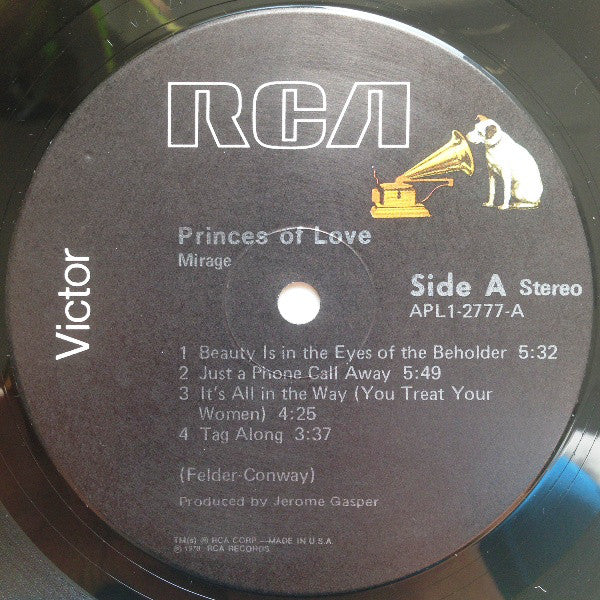 RCA
Victor
Princes of Love
Mirage
Side A Stereo
APL1-2777-A
1 Beauty Is in the Eyes of the Beholder 5:32
2 Just a Phone Call Away 5:49
3 It's All in the Way (You Treat Your
Women) 4:25
4 Tag Along 3:37
(Felder-Conway)
Produced by Jerome Gasper
TM(s) ® RCA CORP.—MADE IN U.S.A.
℗ 1978 RCA RECORDS